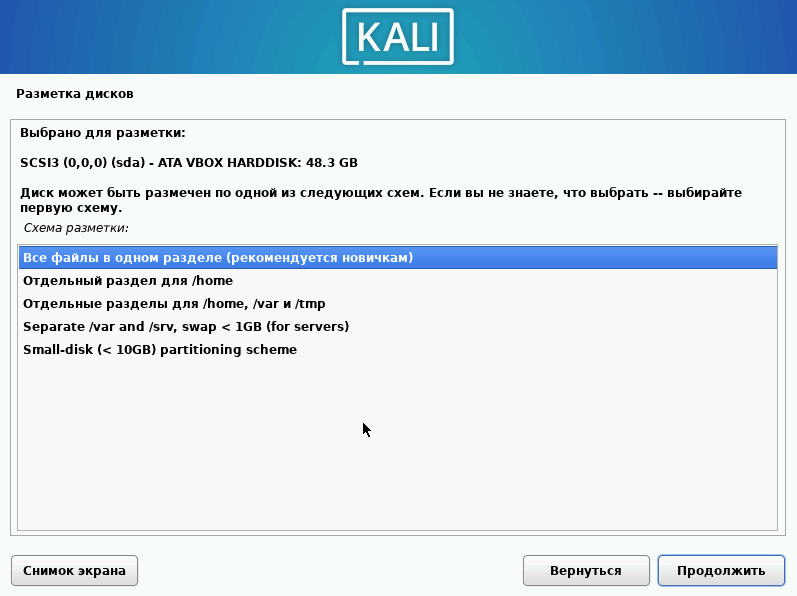 KALI
Разметка дисков
Выбрано для разметки:
SCSI3 (0,0,0) (sda) - ATA VBOX HARDDISK: 48.3 GB
Диск может быть размечен по одной из следующих схем. Если вы не знаете, что выбрать -- выбирайте
первую схему.
Схема разметки:
Все файлы в одном разделе (рекомендуется новичкам)
Отдельный раздел для /home
Отдельные разделы для /home, /var и /tmp
Separate /var and /srv, swap < 1GB (for servers)
Small-disk (< 10GB) partitioning scheme
Снимок экрана
Вернуться
Продолжить